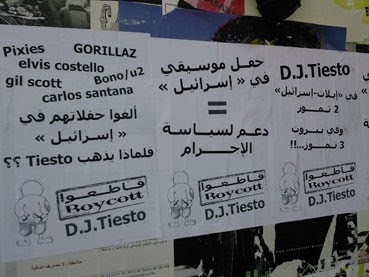 D.J.Tiesto
في «إيلات-إسرائيل»
2 تموز
وفي بيروت
3 تموز...!!
قاطعوا
Boycott
D.J.Tiesto
حفل موسيقي
في « إسرائيل »
=
دعم لسياسة
الإجرام
قاطعوا
Boycott
D.J.Tiesto
Pixies GORILLAZ
elvis costello
gil scott Bono/u2
carlos santana
ألغوا حفلاتهم في
« إسرائيل »
فلماذا يذهب Tiesto ؟؟
قاطعوا
Boycott
D.J.Tiesto